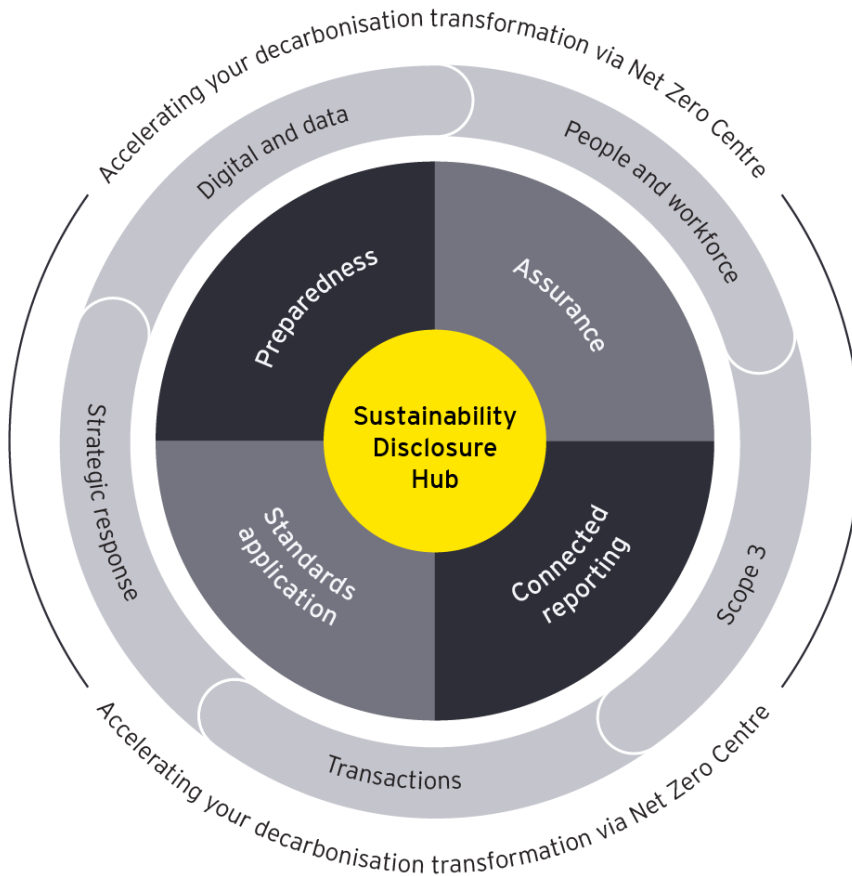 Accelerating your decarbonisation transformation via Net Zero Centre
Digital and data
People and workforce
Preparedness
Assurance
Sustainability
Disclosure
Hub
Strategic response
Standards
application
Connected
reporting
Scope 3
Transactions
Accelerating your decarbonisation transformation via Net Zero Centre